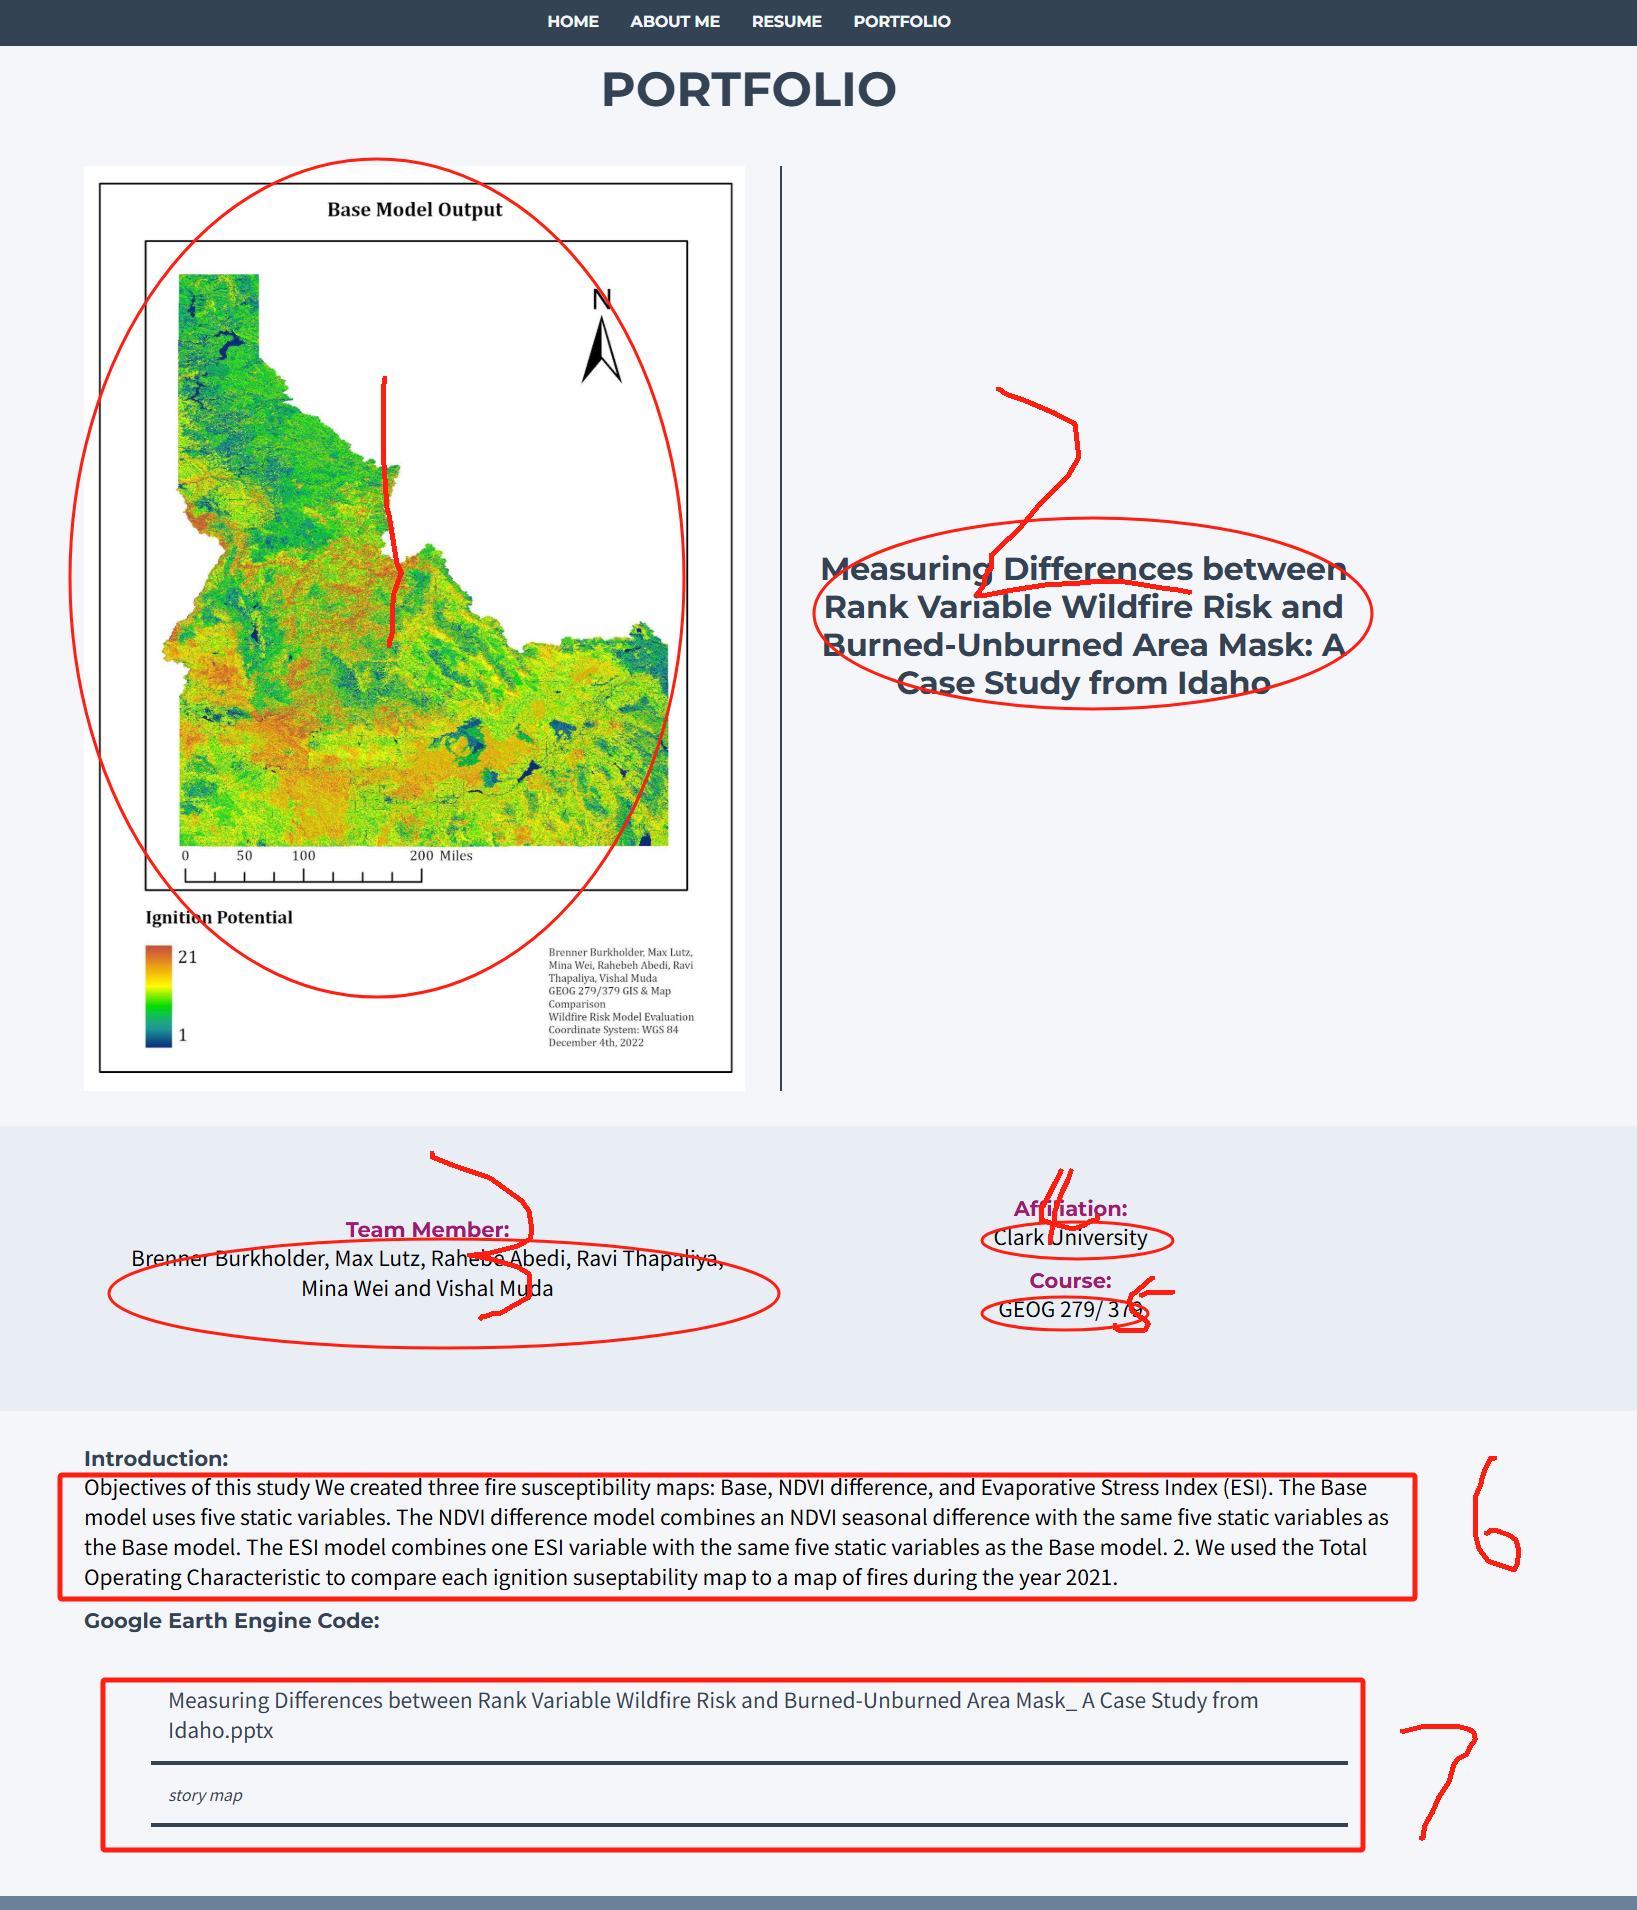 HOME ABOUT ME RESUME PORTFOLIO
PORTFOLIO
Base Model Output
N
0 50 100 200 Miles
Ignition Potential
21
1
Brenner Burkholder, Max Lutz,
Mina Wei, Rahebeh Abedi, Ravi
Thapaliya, Vishal Muda
GEOG 279/379 GIS & Map
Comparison
Wildfire Risk Model Evaluation
Coordinate System: WGS 84
December 4th, 2022
1
2
Measuring Differences between
Rank Variable Wildfire Risk and
Burned-Unburned Area Mask: A
Case Study from Idaho
3
Team Member:
Brenner Burkholder, Max Lutz, Rahebe Abedi, Ravi Thapaliya,
Mina Wei and Vishal Muda
4
Affiliation:
Clark University
Course:
GEOG 279/ 379
5
Introduction:
Objectives of this study We created three fire susceptibility maps: Base, NDVI difference, and Evaporative Stress Index (ESI). The Base
model uses five static variables. The NDVI difference model combines an NDVI seasonal difference with the same five static variables as
the Base model. The ESI model combines one ESI variable with the same five static variables as the Base model. 2. We used the Total
Operating Characteristic to compare each ignition suseptability map to a map of fires during the year 2021.
6
Google Earth Engine Code:
Measuring Differences between Rank Variable Wildfire Risk and Burned-Unburned Area Mask_ A Case Study from
Idaho.pptx
story map
7